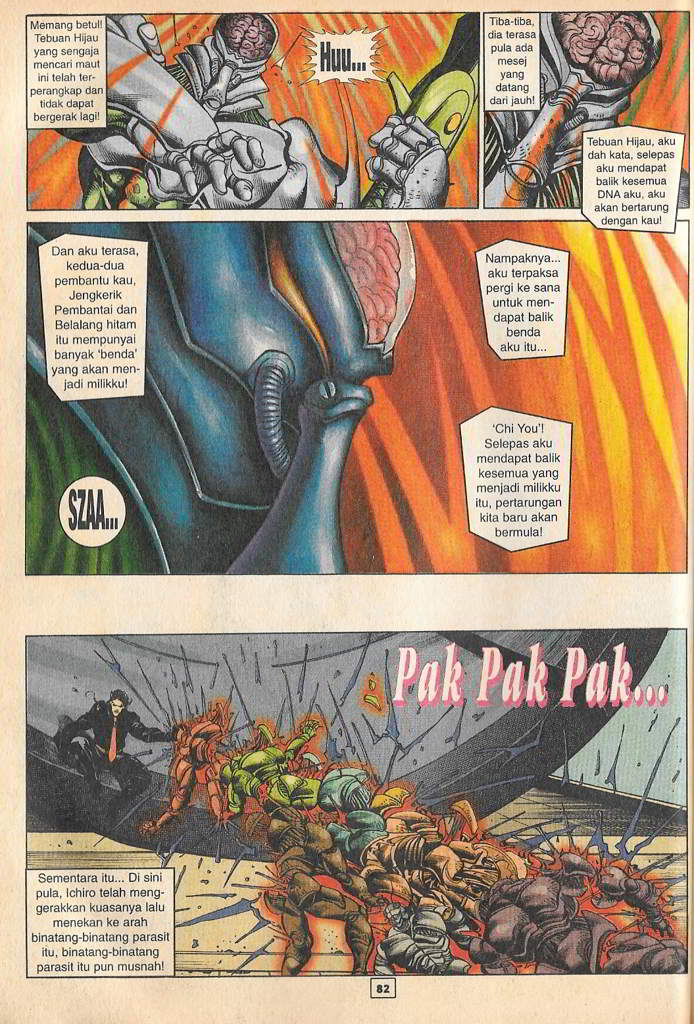 Memang betul!
Tebuan Hijau
yang sengaja
mencari maut
ini telah ter-
perangkap dan
tidak dapat
bergerak lagi!
Huu...
Tiba-tiba,
dia terasa
pula ada
mesej
yang
datang
dari jauh!
Tebuan Hijau, aku
dah kata, selepas
aku mendapat
balik kesemua
DNA aku, aku
akan bertarung
dengan kau!
Dan aku terasa,
kedua-dua
pembantu kau,
Jengkerik
Pembantai dan
Belalang hitam
itu mempunyai
banyak ‘benda’
yang akan men-
jadi milikku!
Nampaknya...
aku terpaksa
pergi ke sana
untuk men-
dapat balik
benda
aku itu...
‘Chi You’!
Selepas aku
mendapat balik
kesemua yang
menjadi milikku
itu, pertarungan
kita baru akan
bermula!
SZAA...
Pak Pak Pak...
Sementara itu... Di sini
pula, Ichiro telah meng-
gerakkan kuasanya lalu
menekan ke arah
binatang-binatang parasit
itu, binatang-binatang
parasit itu pun musnah!
82